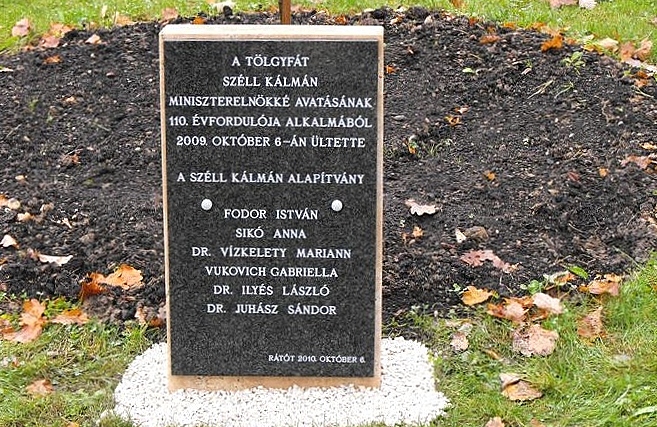 A TÖLGYFÁT
SZÉLL KÁLMÁN
MINISZTERELNÖKKÉ AVATÁSÁNAK
110. ÉVFORDULÓJA ALKALMÁBÓL
2009. OKTÓBER 6-ÁN ÜLTETTE
A SZÉLL KÁLMÁN ALAPÍTVÁNY
FODOR ISTVÁN
SIKÓ ANNA
DR. VÍZKELETY MARIANN
VUKOVICH GABRIELLA
DR. ILYÉS LÁSZLÓ
DR. JUHÁSZ SÁNDOR
RÁTÓT 2010. OKTÓBER 6.